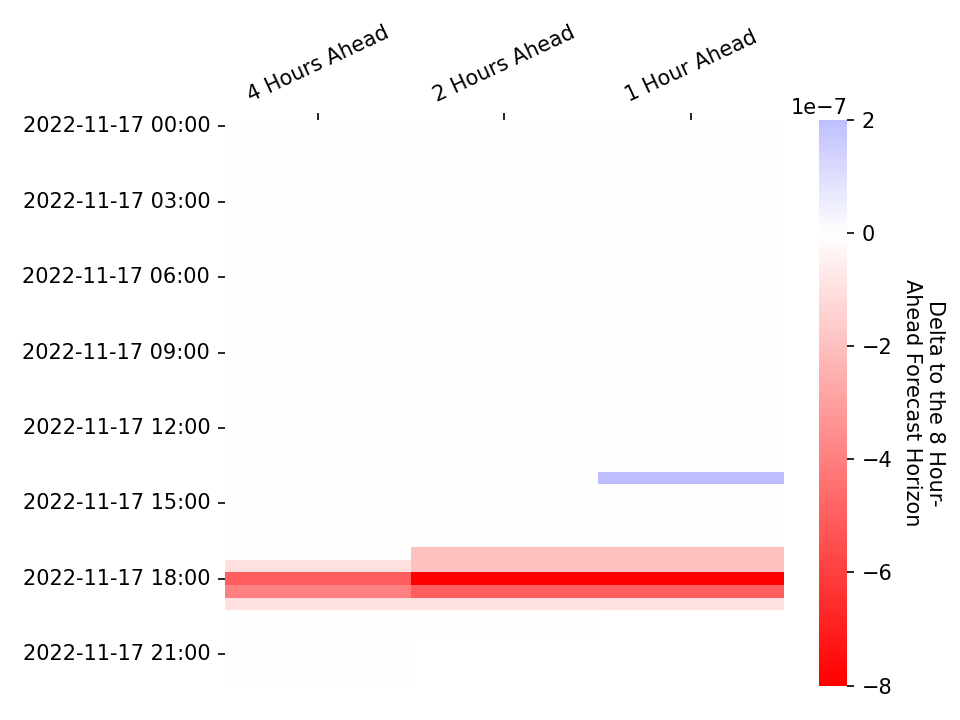 4 Hours Ahead
2 Hours Ahead
1 Hour Ahead
1e−7
2022-11-17 00:00
2022-11-17 03:00
2022-11-17 06:00
2022-11-17 09:00
2022-11-17 12:00
2022-11-17 15:00
2022-11-17 18:00
2022-11-17 21:00
2
0
−2
−4
−6
−8
Delta to the 8 Hour-
Ahead Forecast Horizon